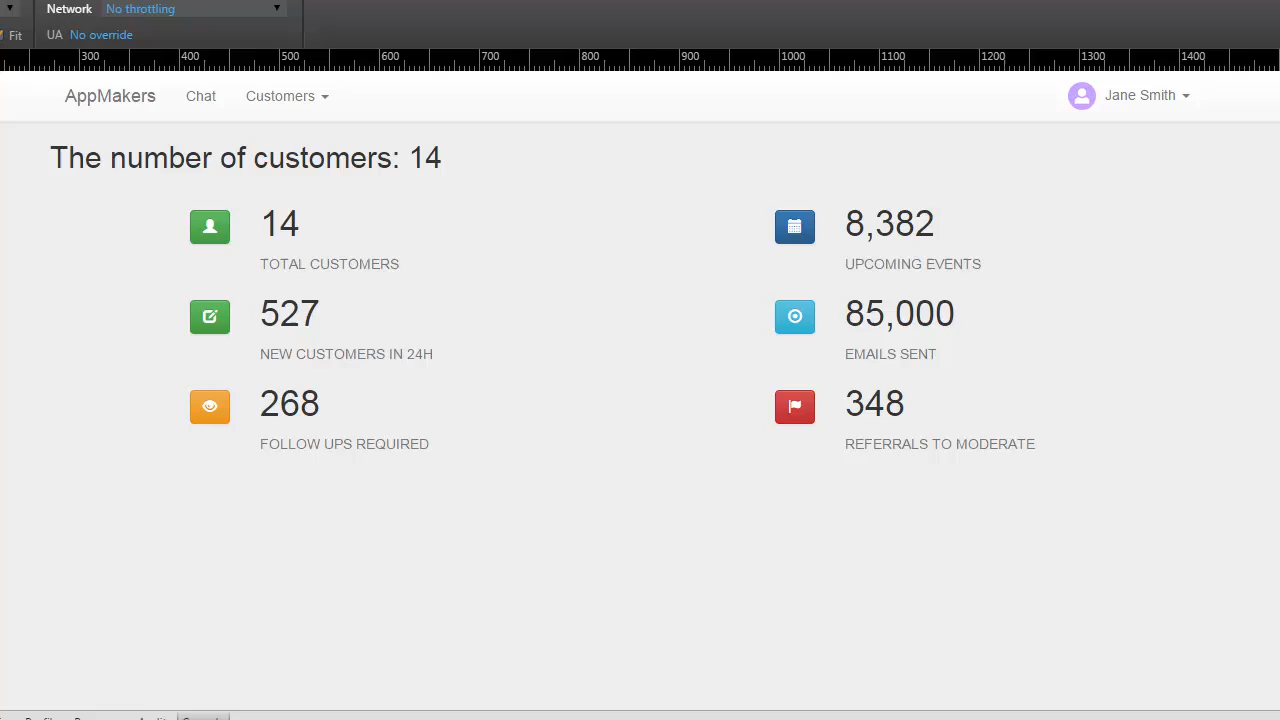 Network No throttling
Fit UA No override
300 400 500 600 700 800 900 1000 1100 1200 1300 1400
AppMakers Chat Customers Jane Smith
The number of customers: 14
14
TOTAL CUSTOMERS
8,382
UPCOMING EVENTS
527
NEW CUSTOMERS IN 24H
85,000
EMAILS SENT
268
FOLLOW UPS REQUIRED
348
REFERRALS TO MODERATE